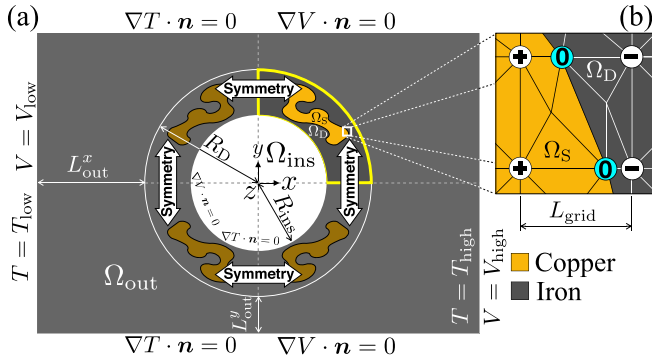 (a)
∇T · n = 0
∇V · n = 0
(b)
T = T_low V = V_low
L^x_out
Symmetry
Symmetry
Symmetry
Symmetry
R_D
Ω_S
Ω_D
y
x
z
Ω_ins
R_ins
∇V · n = 0
∇T · n = 0
Ω_out
L^y_out
T = T_high
V = V_high
∇T · n = 0
∇V · n = 0
+
0
−
Ω_D
Ω_S
+
0
−
L_grid
Copper
Iron